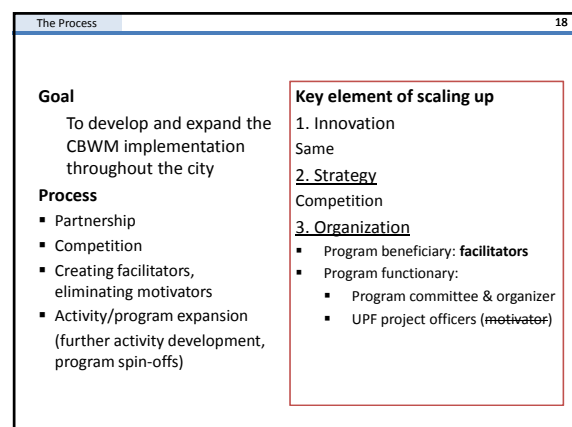 The Process
18
Goal
To develop and expand the
CBWM implementation
throughout the city
Process
▪ Partnership
▪ Competition
▪ Creating facilitators,
eliminating motivators
▪ Activity/program expansion
(further activity development,
program spin-offs)
Key element of scaling up
1. Innovation
Same
2. Strategy
Competition
3. Organization
▪ Program beneficiary: facilitators
▪ Program functionary:
▪ Program committee & organizer
▪ UPF project officers (motivator)